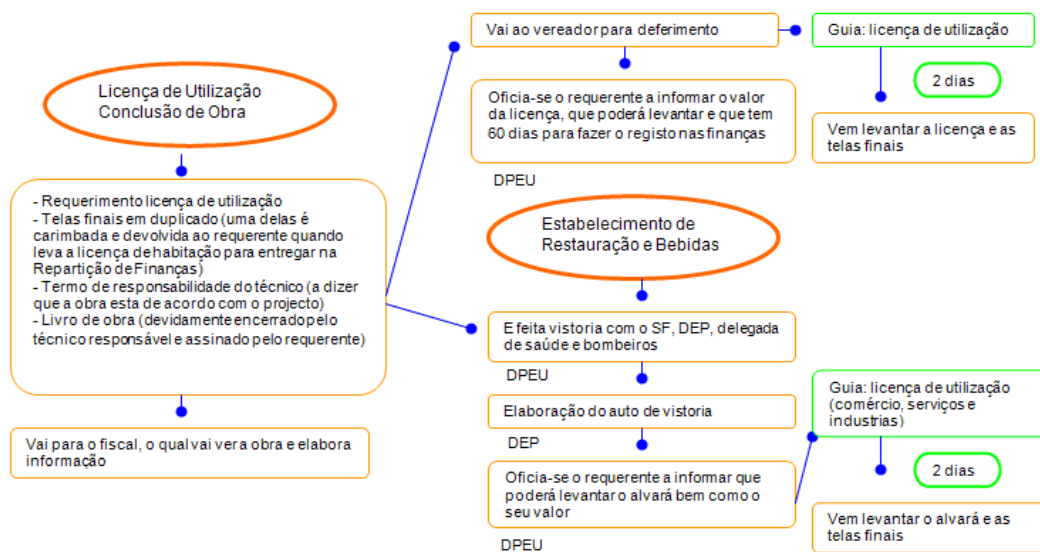 Licença de Utilização
Conclusão de Obra
- Requerimento licença de utilização
- Telas finais em duplicado (uma delas é
carimbada e devolvida ao requerente quando
leva a licença de habitação para entregar na
Repartição de Finanças)
- Termo de responsabilidade do técnico (a dizer
que a obra esta de acordo com o projecto)
- Livro de obra (devidamente encerrado pelo
técnico responsável e assinado pelo requerente)
Vai para o fiscal, o qual vai ver a obra e elabora
informação
Vai ao vereador para deferimento
Oficia-se o requerente a informar o valor
da licença, que poderá levantar e que tem
60 dias para fazer o registo nas finanças
DPEU
Guia: licença de utilização
2 dias
Vem levantar a licença e as
telas finais
Estabelecimento de
Restauração e Bebidas
Efeita vistoria com o SF, DEP, delegada
de saúde e bombeiros
DPEU
Elaboração do auto de vistoria
DEP
Oficia-se o requerente a informar que
poderá levantar o alvará bem como o
seu valor
DPEU
Guia: licença de utilização
(comércio, serviços e
industrias)
2 dias
Vem levantar o alvará e as
telas finais